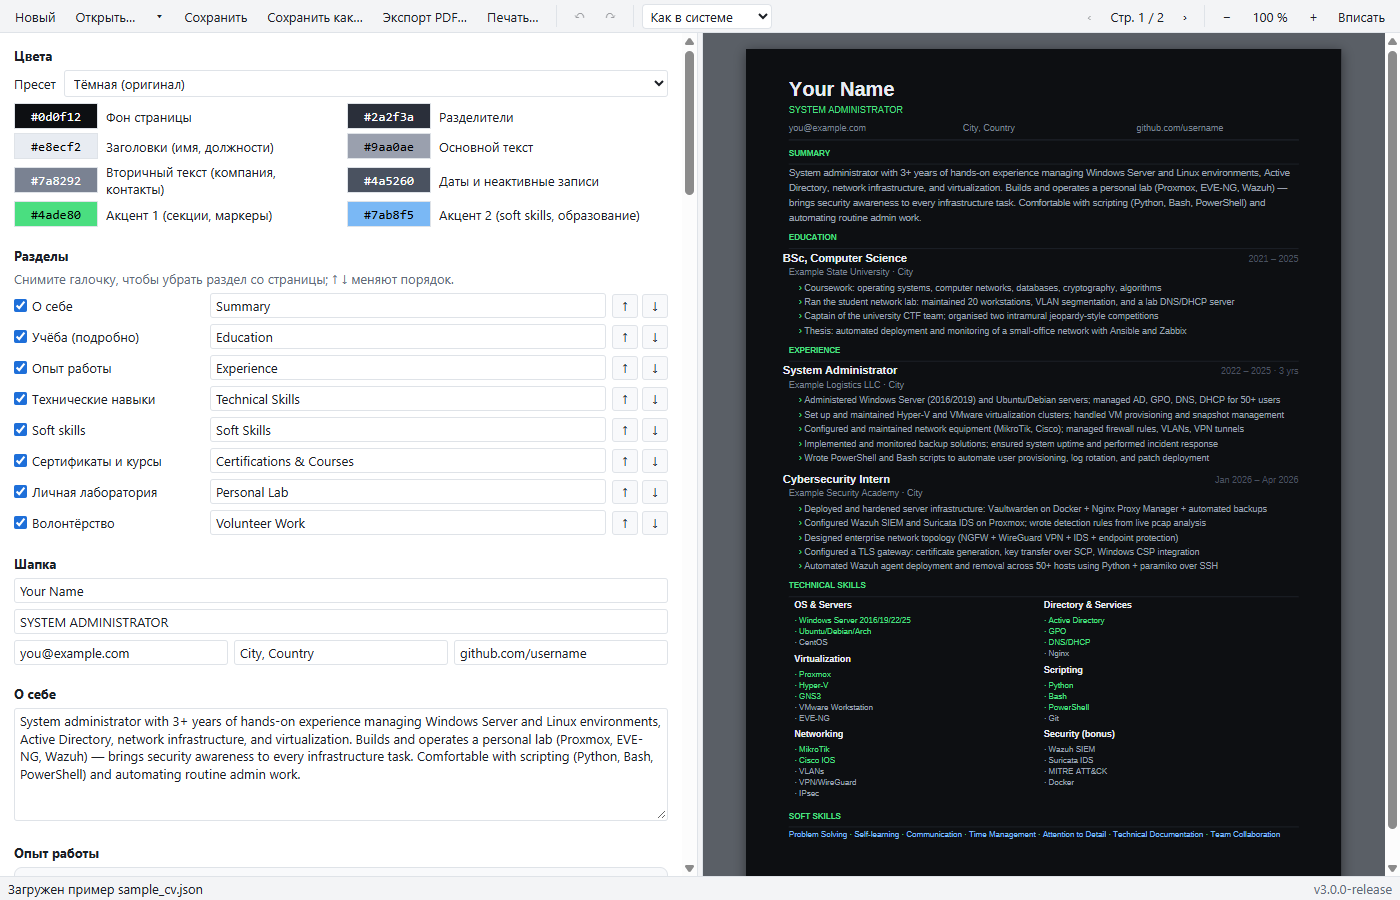 Новый Открыть... ▾ Сохранить Сохранить как... Экспорт PDF... Печать... Как в системе ‹ Стр. 1 / 2 › − 100 % + Вписать
Цвета
Пресет Тёмная (оригинал)
#0d0f12 Фон страницы #2a2f3a Разделители
#e8ecf2 Заголовки (имя, должности) #9aa0ae Основной текст
#7a8292 Вторичный текст (компания, контакты) #4a5260 Даты и неактивные записи
#4ade80 Акцент 1 (секции, маркеры) #7ab8f5 Акцент 2 (soft skills, образование)
Разделы
Снимите галочку, чтобы убрать раздел со страницы; ↑ ↓ меняют порядок.
О себе Summary ↑ ↓
Учёба (подробно) Education ↑ ↓
Опыт работы Experience ↑ ↓
Технические навыки Technical Skills ↑ ↓
Soft skills Soft Skills ↑ ↓
Сертификаты и курсы Certifications & Courses ↑ ↓
Личная лаборатория Personal Lab ↑ ↓
Волонтёрство Volunteer Work ↑ ↓
Шапка
Your Name
SYSTEM ADMINISTRATOR
you@example.com City, Country github.com/username
О себе
System administrator with 3+ years of hands-on experience managing Windows Server and Linux environments,
Active Directory, network infrastructure, and virtualization. Builds and operates a personal lab (Proxmox, EVE-
NG, Wazuh) — brings security awareness to every infrastructure task. Comfortable with scripting (Python, Bash,
PowerShell) and automating routine admin work.
Опыт работы
Your Name
SYSTEM ADMINISTRATOR
you@example.com City, Country github.com/username
SUMMARY
System administrator with 3+ years of hands-on experience managing Windows Server and Linux environments, Active
Directory, network infrastructure, and virtualization. Builds and operates a personal lab (Proxmox, EVE-NG, Wazuh) —
brings security awareness to every infrastructure task. Comfortable with scripting (Python, Bash, PowerShell) and
automating routine admin work.
EDUCATION
BSc, Computer Science 2021 – 2025
Example State University · City
› Coursework: operating systems, computer networks, databases, cryptography, algorithms
› Ran the student network lab: maintained 20 workstations, VLAN segmentation, and a lab DNS/DHCP server
› Captain of the university CTF team; organised two intramural jeopardy-style competitions
› Thesis: automated deployment and monitoring of a small-office network with Ansible and Zabbix
EXPERIENCE
System Administrator 2022 – 2025 · 3 yrs
Example Logistics LLC · City
› Administered Windows Server (2016/2019) and Ubuntu/Debian servers; managed AD, GPO, DNS, DHCP for 50+ users
› Set up and maintained Hyper-V and VMware virtualization clusters; handled VM provisioning and snapshot management
› Configured and maintained network equipment (MikroTik, Cisco); managed firewall rules, VLANs, VPN tunnels
› Implemented and monitored backup solutions; ensured system uptime and performed incident response
› Wrote PowerShell and Bash scripts to automate user provisioning, log rotation, and patch deployment
Cybersecurity Intern Jan 2026 – Apr 2026
Example Security Academy · City
› Deployed and hardened server infrastructure: Vaultwarden on Docker + Nginx Proxy Manager + automated backups
› Configured Wazuh SIEM and Suricata IDS on Proxmox; wrote detection rules from live pcap analysis
› Designed enterprise network topology (NGFW + WireGuard VPN + IDS + endpoint protection)
› Configured a TLS gateway: certificate generation, key transfer over SCP, Windows CSP integration
› Automated Wazuh agent deployment and removal across 50+ hosts using Python + paramiko over SSH
TECHNICAL SKILLS
OS & Servers
· Windows Server 2016/19/22/25
· Ubuntu/Debian/Arch
· CentOS
Virtualization
· Proxmox
· Hyper-V
· GNS3
· VMware Workstation
· EVE-NG
Networking
· MikroTik
· Cisco IOS
· VLANs
· VPN/WireGuard
· IPsec
Directory & Services
· Active Directory
· GPO
· DNS/DHCP
· Nginx
Scripting
· Python
· Bash
· PowerShell
· Git
Security (bonus)
· Wazuh SIEM
· Suricata IDS
· MITRE ATT&CK
· Docker
SOFT SKILLS
Problem Solving · Self-learning · Communication · Time Management · Attention to Detail · Technical Documentation · Team Collaboration
Загружен пример sample_cv.json v3.0.0-release